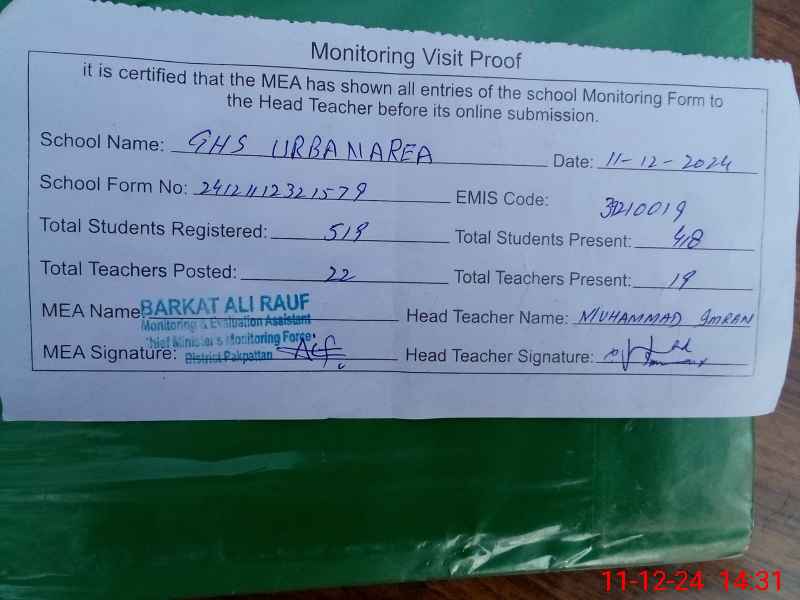 Monitoring Visit Proof
it is certified that the MEA has shown all entries of the school Monitoring Form to
the Head Teacher before its online submission.
School Name: GHS URBAN AREA Date: 11-12-2024
School Form No: 24121112321579 EMIS Code: 39210019
Total Students Registered: 519 Total Students Present: 418
Total Teachers Posted: 22 Total Teachers Present: 19
MEA Name: BARKAT ALI RAUF Head Teacher Name: MUHAMMAD IMRAN
Monitoring & Evaluation Assistant
Chief Minister's Monitoring Force
MEA Signature: District Pakpattan Head Teacher Signature:
11-12-24 14:31